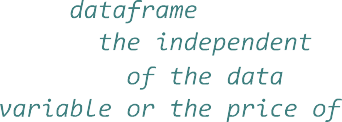 dataframe
the independent
of the data
variable or the price of